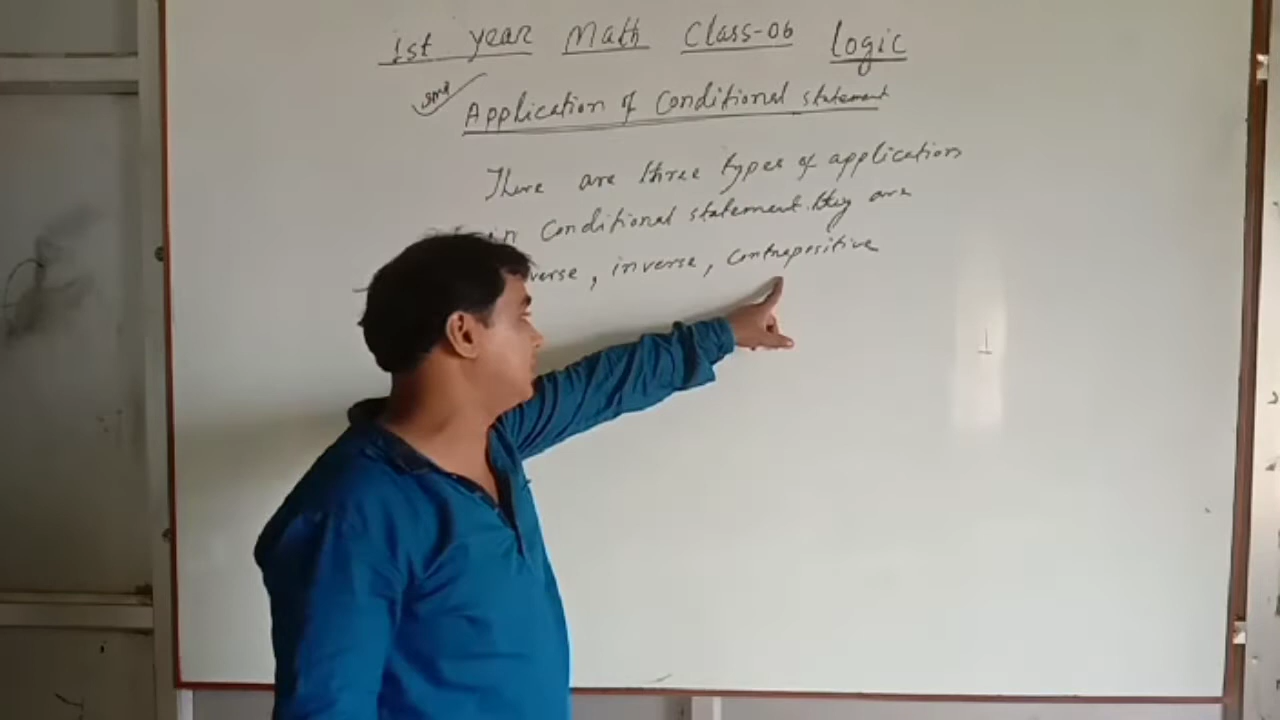 1st year Math Class-06 logic
Application of Conditional statement
There are three types of application
in Conditional statement. they are
verse, inverse, contrapositive